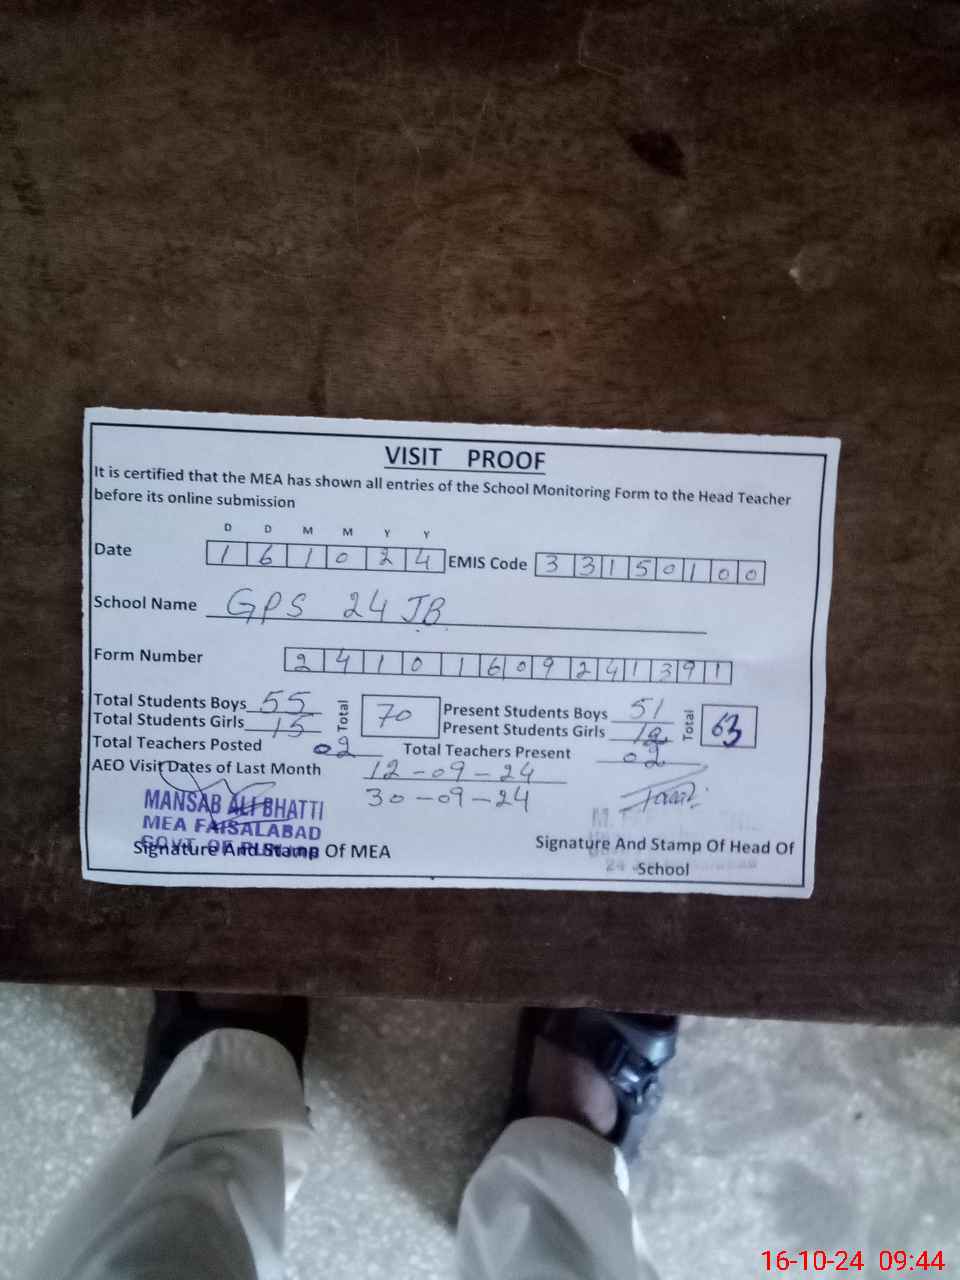 VISIT PROOF
It is certified that the MEA has shown all entries of the School Monitoring Form to the Head Teacher
before its online submission
D D M M Y Y
Date 1 6 1 0 2 4 EMIS Code 3 3 1 5 0 1 0 0
School Name GPS 24 JB
Form Number 2 4 1 0 1 6 0 9 2 4 1 3 9 1
Total Students Boys 55 Total 70 Present Students Boys 51 Total 63
Total Students Girls 15 Present Students Girls 12
Total Teachers Posted 02 Total Teachers Present 02
AEO Visit Dates of Last Month 12-09-24
30-09-24
MANSAB ALI BHATTI
MEA FAISALABAD
GOVT. OF
Signature And Stamp Of MEA
Signature And Stamp Of Head Of
School
16-10-24 09:44